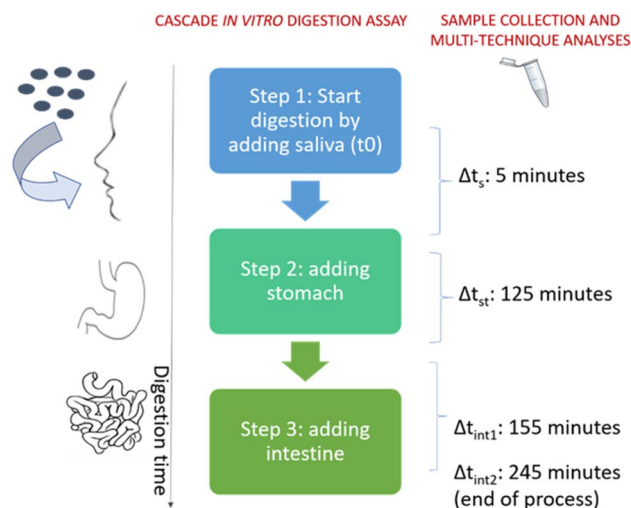 CASCADE IN VITRO DIGESTION ASSAY
SAMPLE COLLECTION AND
MULTI-TECHNIQUE ANALYSES
Step 1: Start
digestion by
adding saliva (t0)
Δts: 5 minutes
Step 2: adding
stomach
Δtst: 125 minutes
Digestion time
Step 3: adding
intestine
Δtint1: 155 minutes
Δtint2: 245 minutes
(end of process)